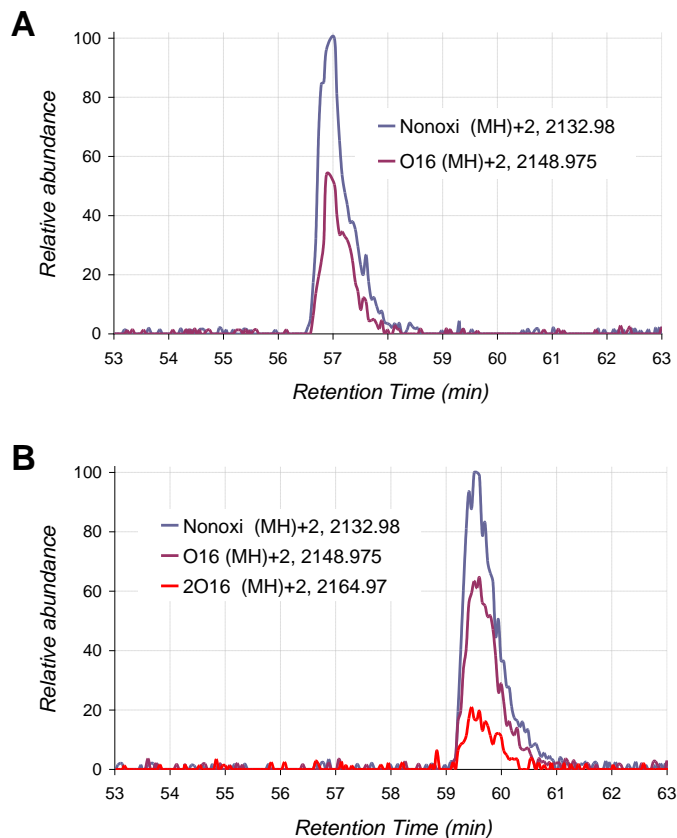 A
Relative abundance
100
80
60
40
20
0
Nonoxi (MH)+2, 2132.98
O16 (MH)+2, 2148.975
53 54 55 56 57 58 59 60 61 62 63
Retention Time (min)
B
Relative abundance
100
80
60
40
20
0
Nonoxi (MH)+2, 2132.98
O16 (MH)+2, 2148.975
2O16 (MH)+2, 2164.97
53 54 55 56 57 58 59 60 61 62 63
Retention Time (min)